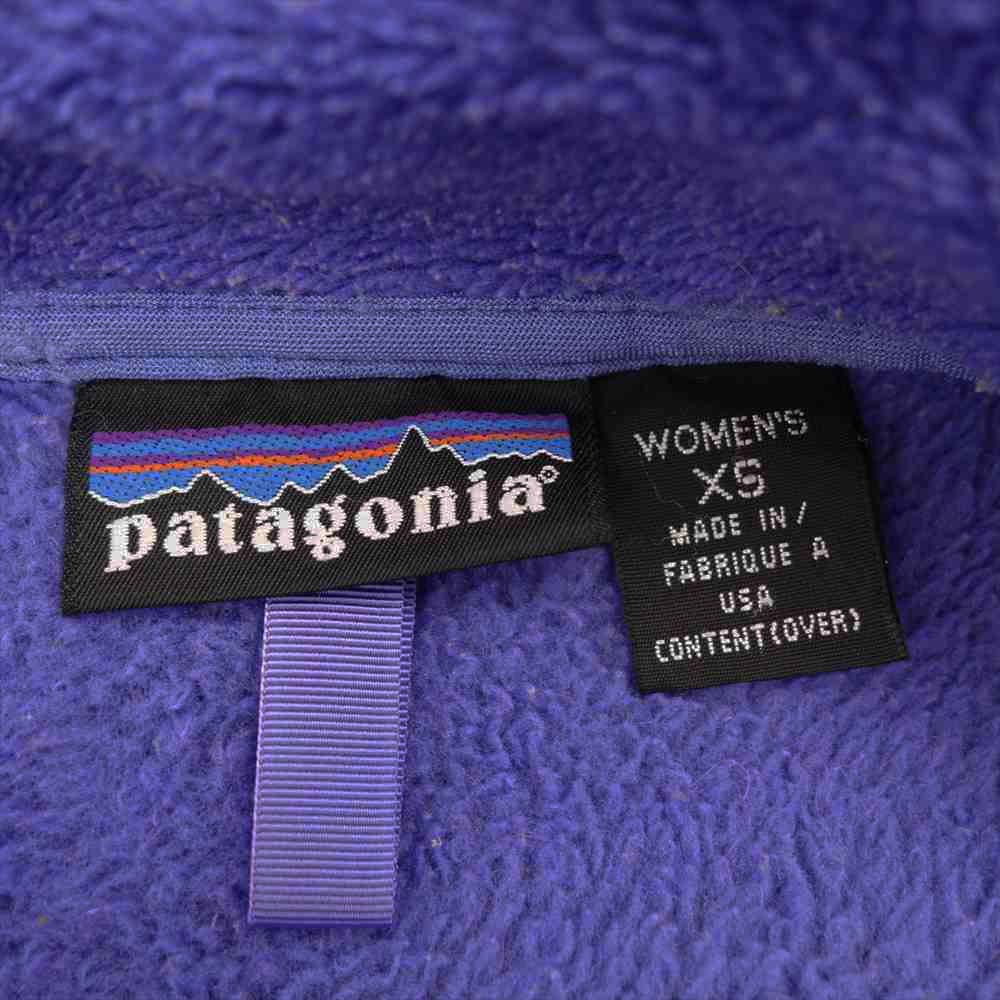 patagonia®
WOMEN'S
XS
MADE IN /
FABRIQUE A
USA
CONTENT(OVER)